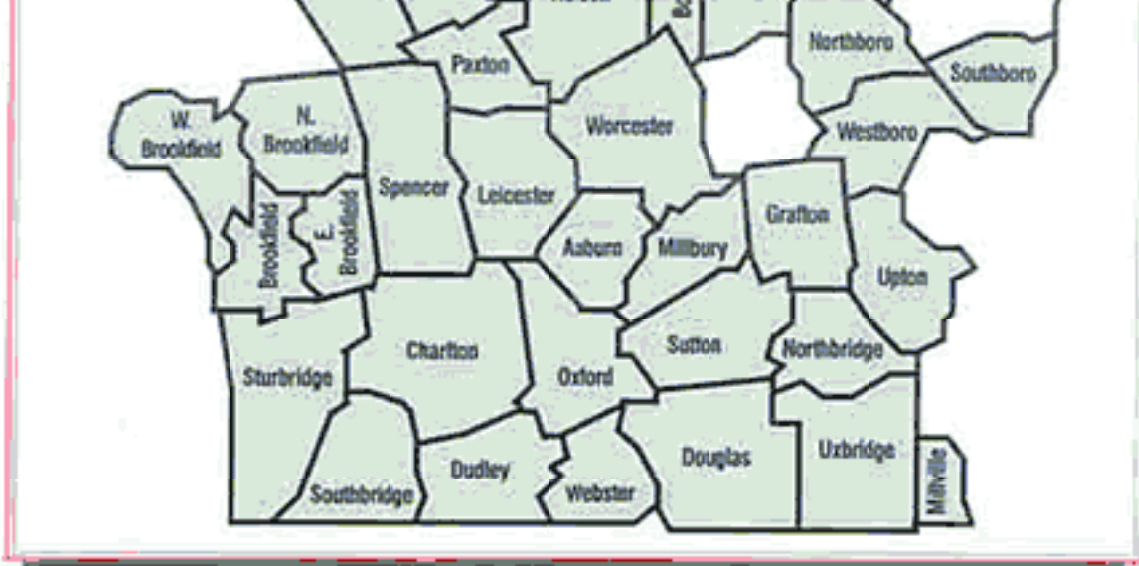 Bo
Northboro
Paxton
Southboro
W.
Brookfield
N.
Brookfield
Worcester
Westboro
Spencer
Leicester
Grafton
Brookfield
E.
Brookfield
Auburn
Millbury
Upton
Charlton
Sutton
Northbridge
Sturbridge
Oxford
Dudley
Douglas
Uxbridge
Southbridge
Webster
Millville